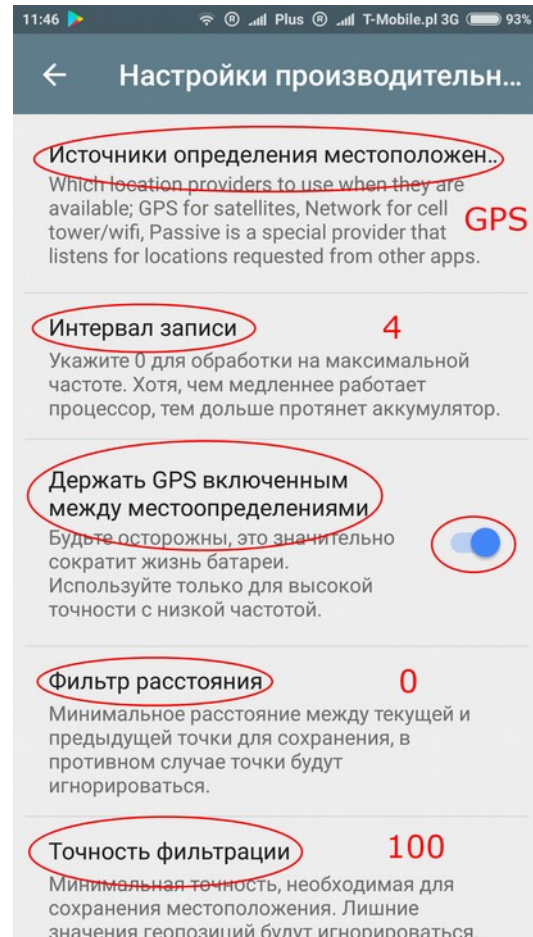 11:46 ® Plus ® T-Mobile.pl 3G 93%
Настройки производительн...
Источники определения местоположен..
Which location providers to use when they are
available; GPS for satellites, Network for cell
tower/wifi, Passive is a special provider that
listens for locations requested from other apps.
GPS
Интервал записи 4
Укажите 0 для обработки на максимальной
частоте. Хотя, чем медленнее работает
процессор, тем дольше протянет аккумулятор.
Держать GPS включенным
между местоопределениями
Будьте осторожны, это значительно
сократит жизнь батареи.
Используйте только для высокой
точности с низкой частотой.
Фильтр расстояния 0
Минимальное расстояние между текущей и
предыдущей точки для сохранения, в
противном случае точки будут
игнорироваться.
Точность фильтрации 100
Минимальная точность, необходимая для
сохранения местоположения. Лишние
значения геопозиций будут игнорироваться.